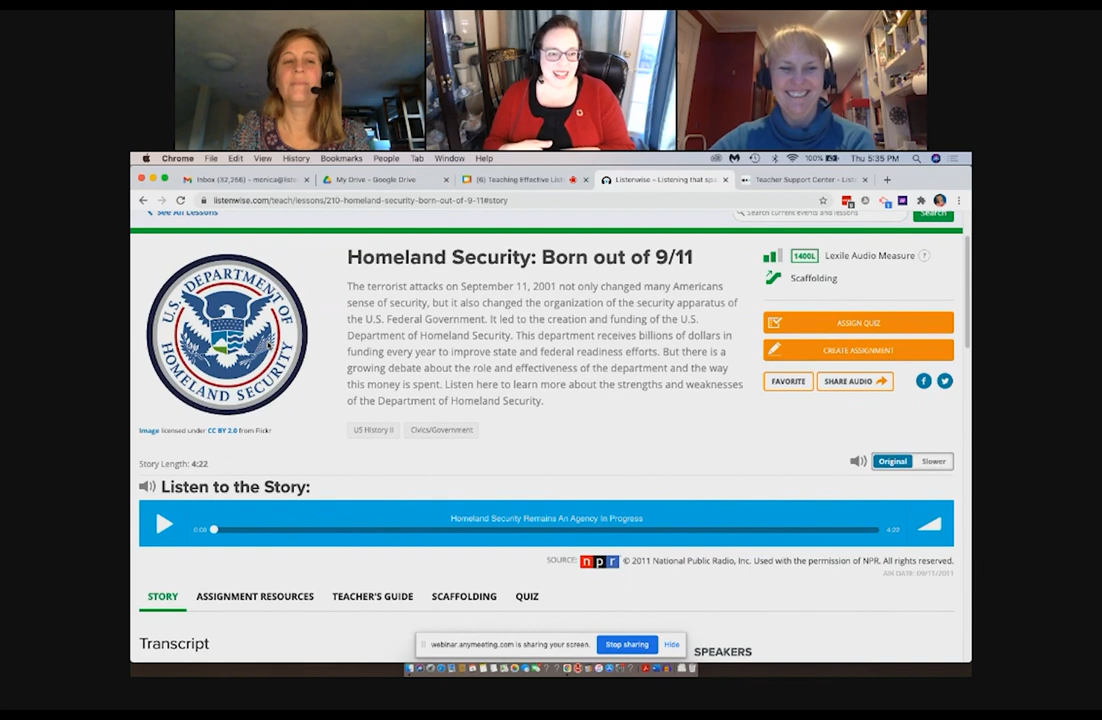 Chrome File Edit View History Bookmarks People Tab Window Help
100% Thu 5:35 PM
Inbox (32,266) - monica@liste
My Drive - Google Drive
(6) Teaching Effective List
Listenwise - Listening that spa
Teacher Support Center - List
listenwise.com/teach/lessons/210-homeland-security-born-out-of-9-11#story
See All Lessons
Search current events and lessons
Search
U.S. DEPARTMENT OF
HOMELAND SECURITY
Image licensed under CC BY 2.0 from Flickr
Homeland Security: Born out of 9/11
The terrorist attacks on September 11, 2001 not only changed many Americans
sense of security, but it also changed the organization of the security apparatus of
the U.S. Federal Government. It led to the creation and funding of the U.S.
Department of Homeland Security. This department receives billions of dollars in
funding every year to improve state and federal readiness efforts. But there is a
growing debate about the role and effectiveness of the department and the way
this money is spent. Listen here to learn more about the strengths and weaknesses
of the Department of Homeland Security.
US History II
Civics/Government
1400L Lexile Audio Measure ?
Scaffolding
ASSIGN QUIZ
CREATE ASSIGNMENT
FAVORITE
SHARE AUDIO
Story Length: 4:22
Original Slower
Listen to the Story:
Homeland Security Remains An Agency In Progress
0:00
4:22
SOURCE: npr © 2011 National Public Radio, Inc. Used with the permission of NPR. All rights reserved.
AIR DATE: 09/11/2011
STORY ASSIGNMENT RESOURCES TEACHER'S GUIDE SCAFFOLDING QUIZ
Transcript
webinar.anymeeting.com is sharing your screen.
Stop sharing
Hide
SPEAKERS